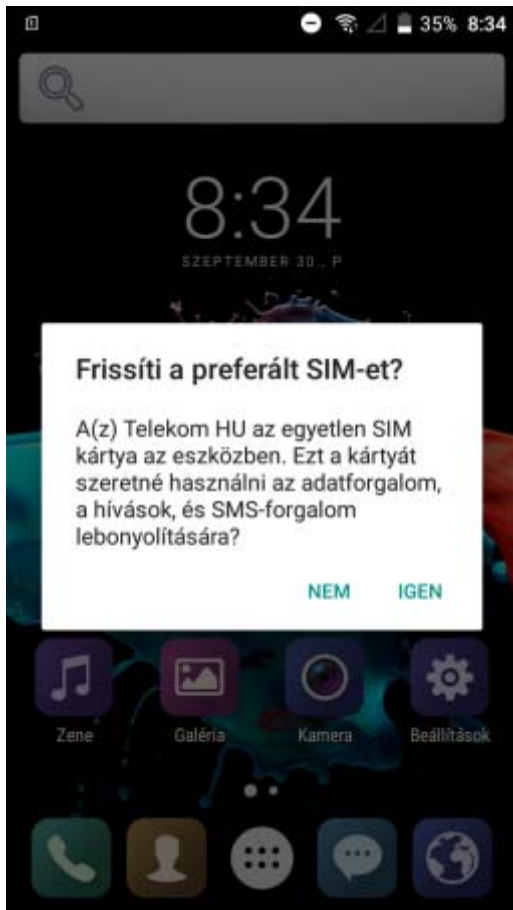 35% 8:34
8:34
SZEPTEMBER 30., P
Frissíti a preferált SIM-et?
A(z) Telekom HU az egyetlen SIM
kártya az eszközben. Ezt a kártyát
szeretné használni az adatforgalom,
a hívások, és SMS-forgalom
lebonyolítására?
NEM IGEN
Zene Galéria Kamera Beállítások